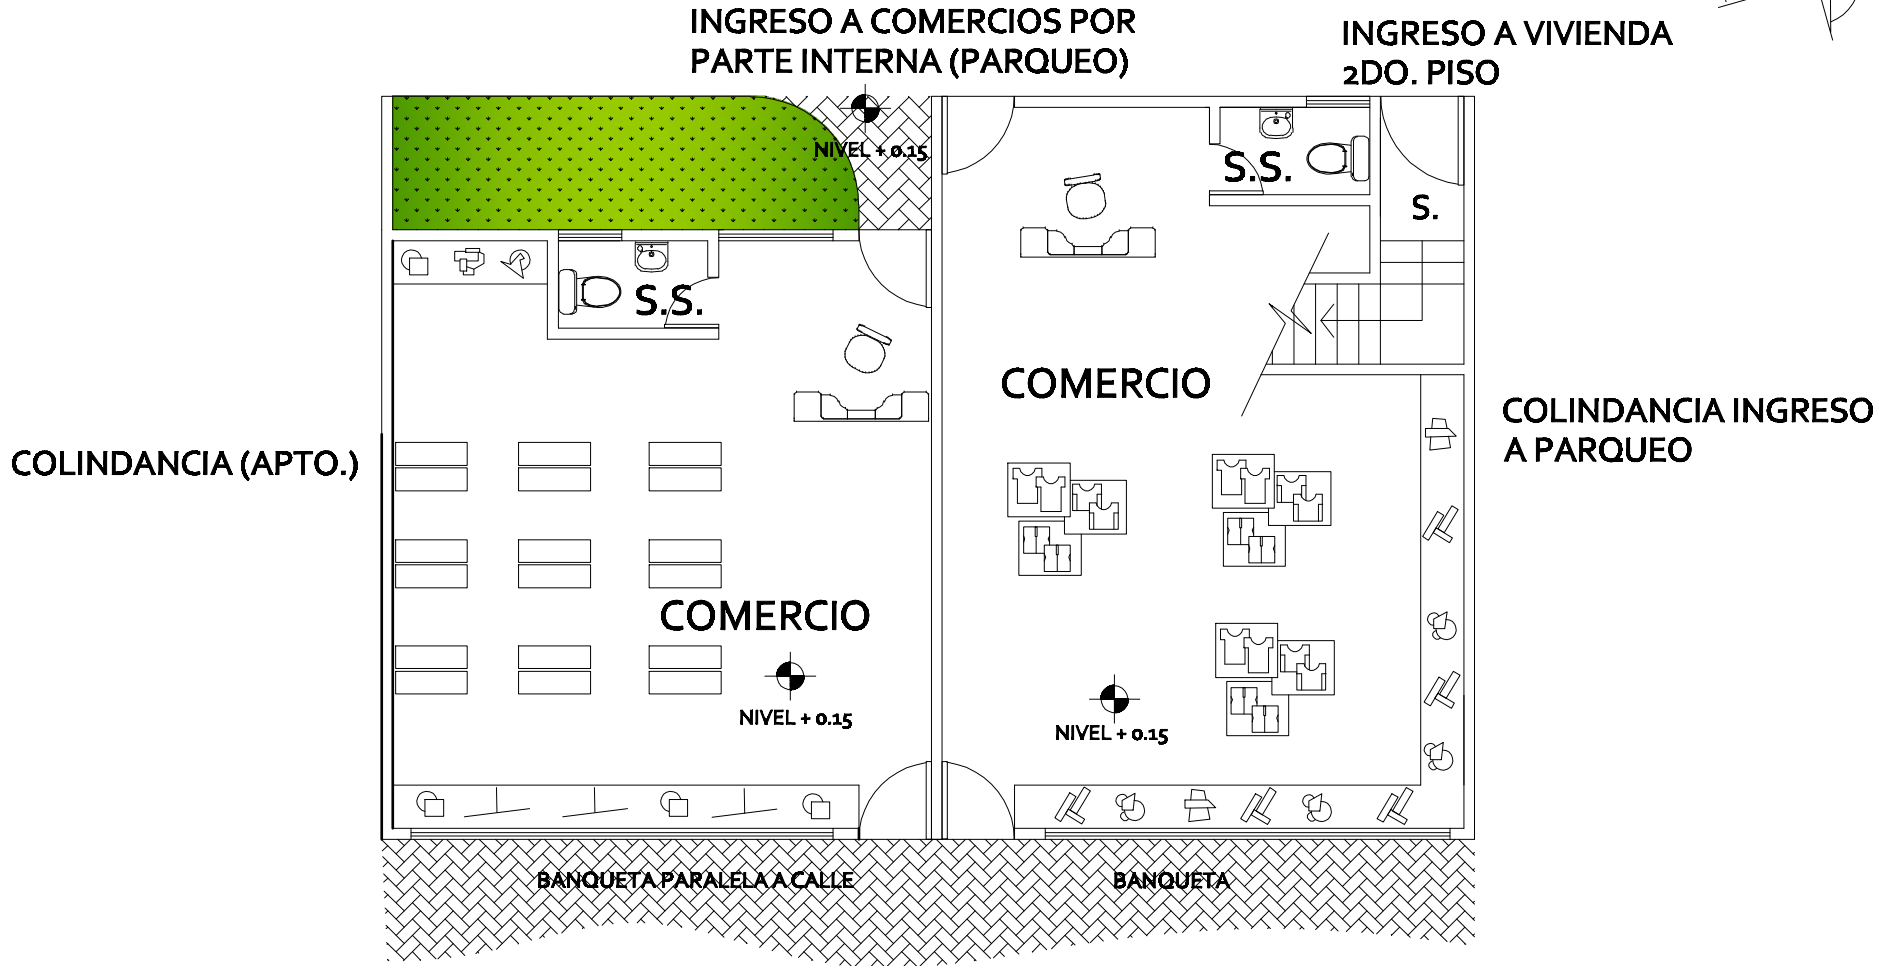 INGRESO A COMERCIOS POR
PARTE INTERNA (PARQUEO)
INGRESO A VIVIENDA
2DO. PISO
NIVEL + 0.15
S.S.
S.
S.S.
COMERCIO
COLINDANCIA INGRESO
A PARQUEO
COLINDANCIA (APTO.)
COMERCIO
NIVEL + 0.15
NIVEL + 0.15
BANQUETA PARALELA A CALLE
BANQUETA